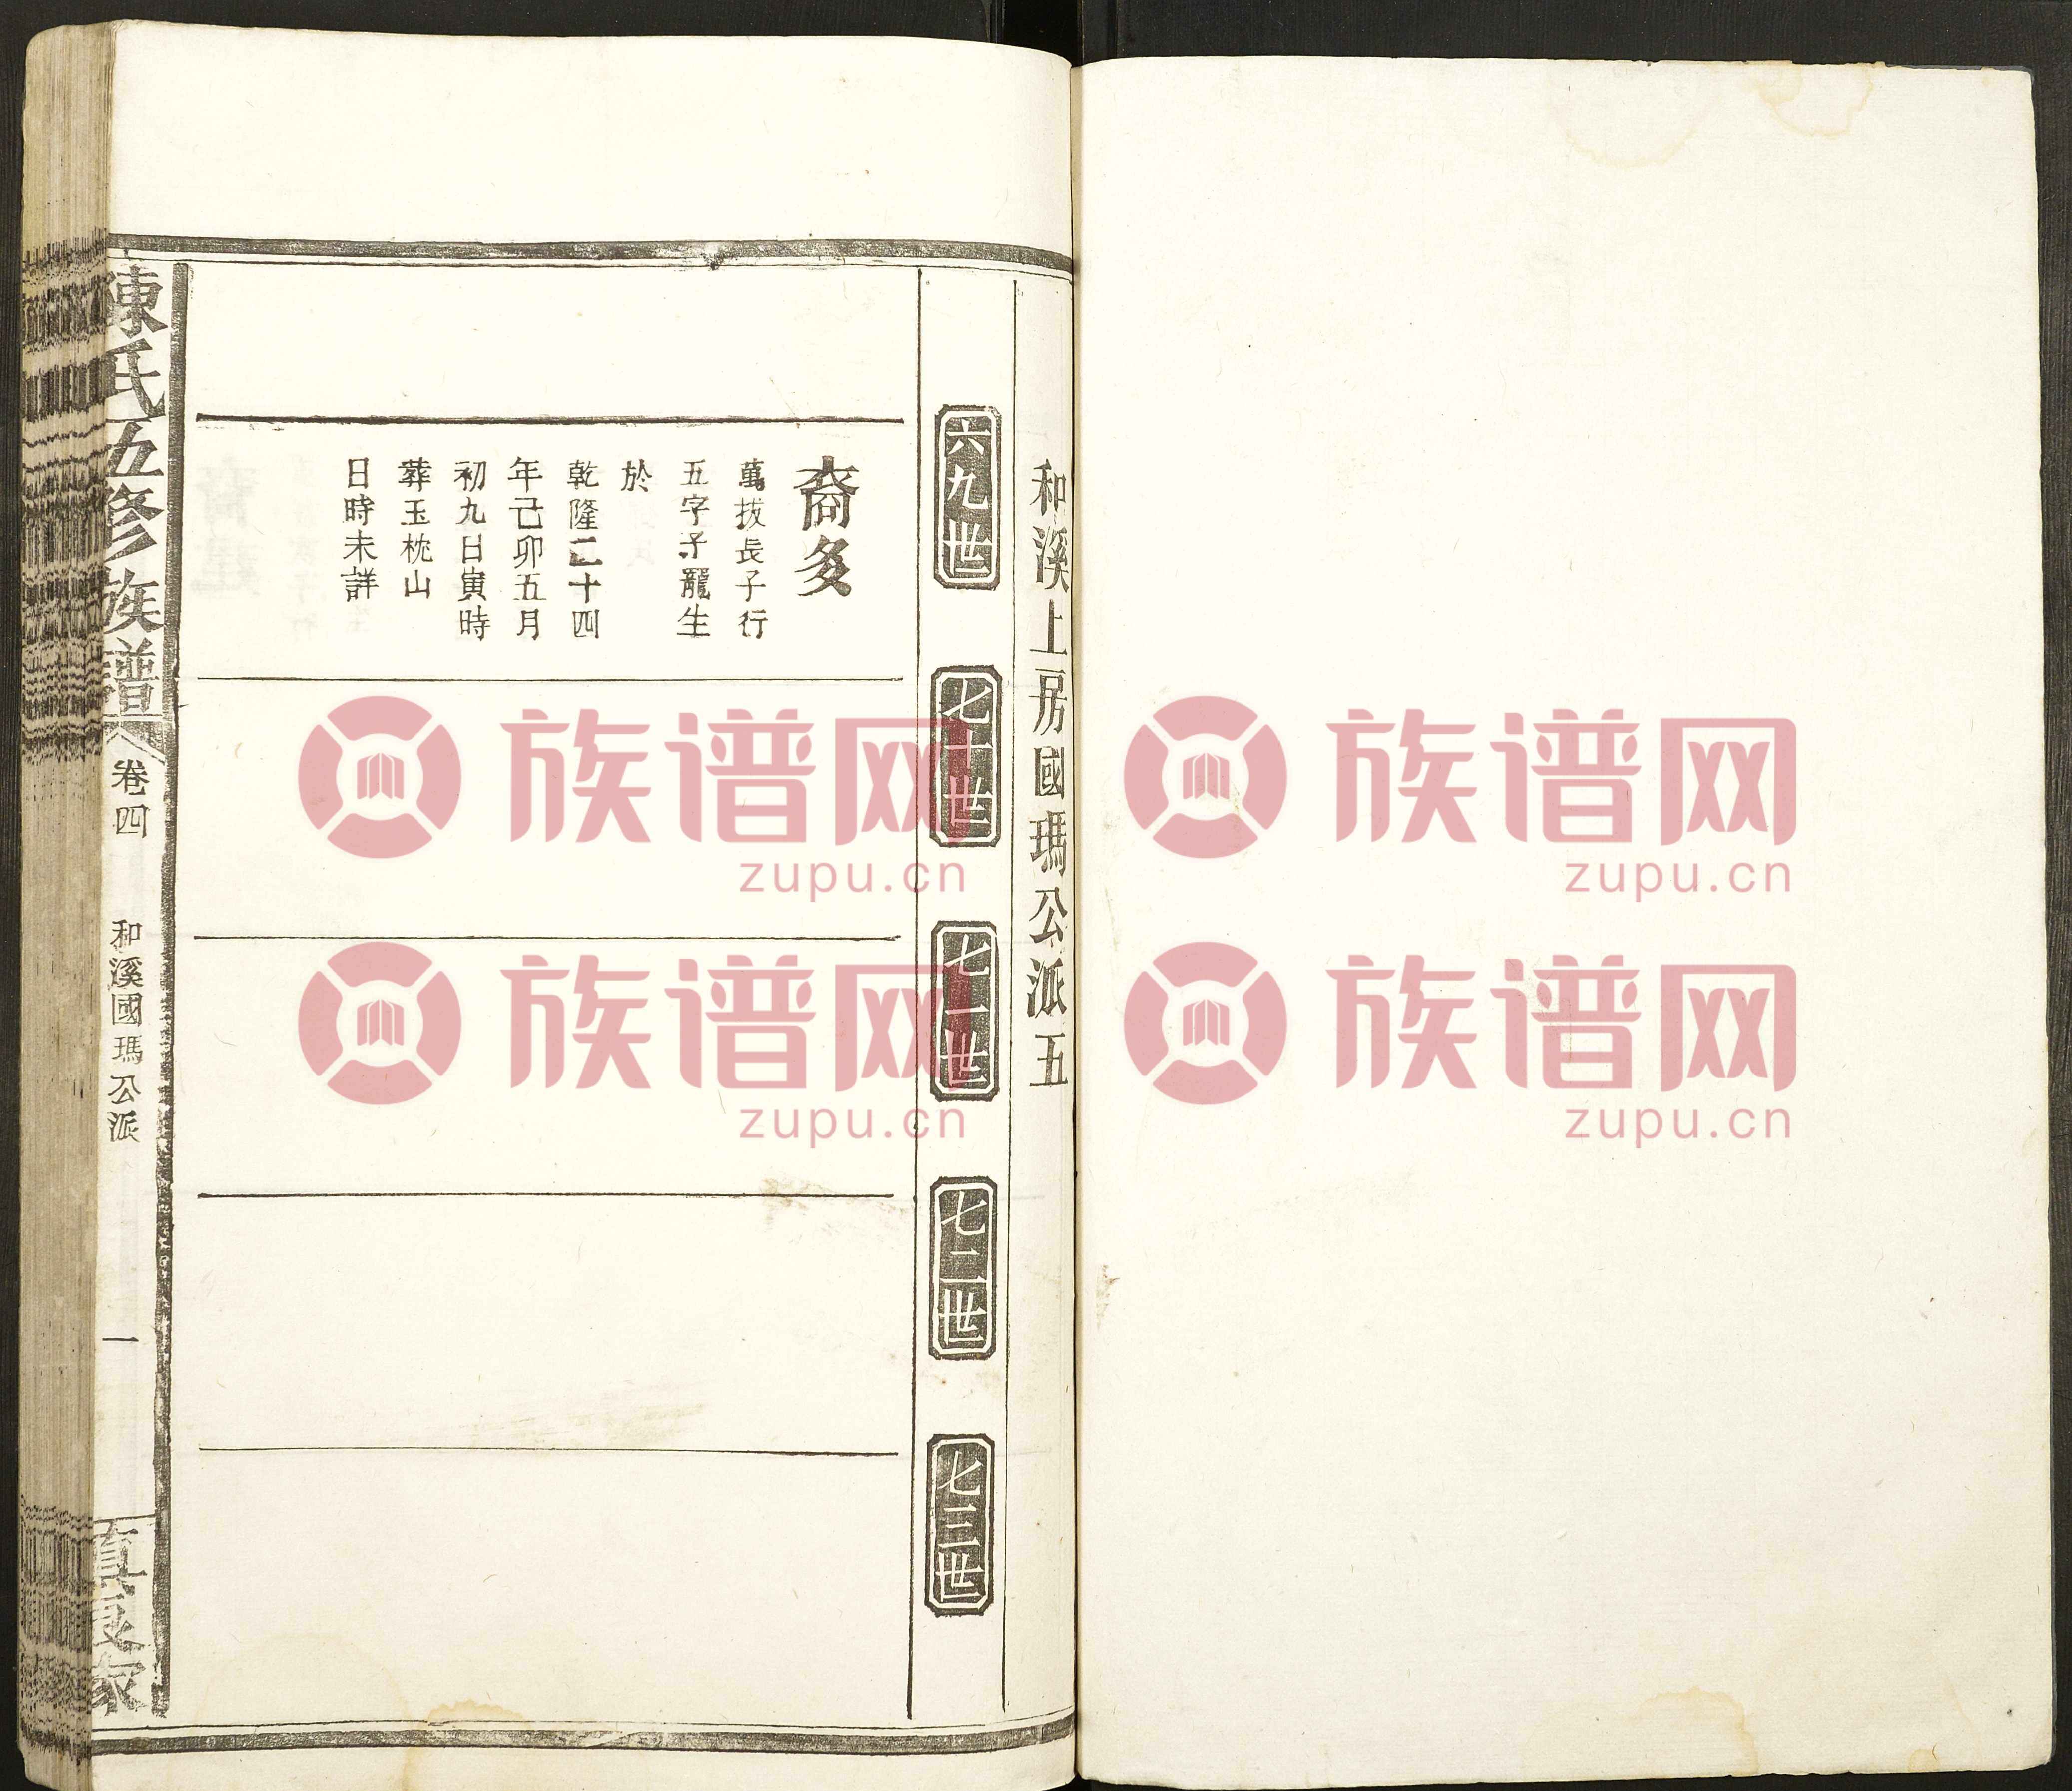 和溪上房國瑪公派五
六九世
七十世
七一世
七二世
七三世
裔多
萬拔長子行
五字子龍生
於
乾隆二十四
年己卯五月
初九日寅時
葬玉枕山
日時未詳
陳氏五修族譜
卷四
和溪國瑪公派
一
真良家
族谱网
zupu.cn
族谱网
zupu.cn
族谱网
zupu.cn
族谱网
zupu.cn